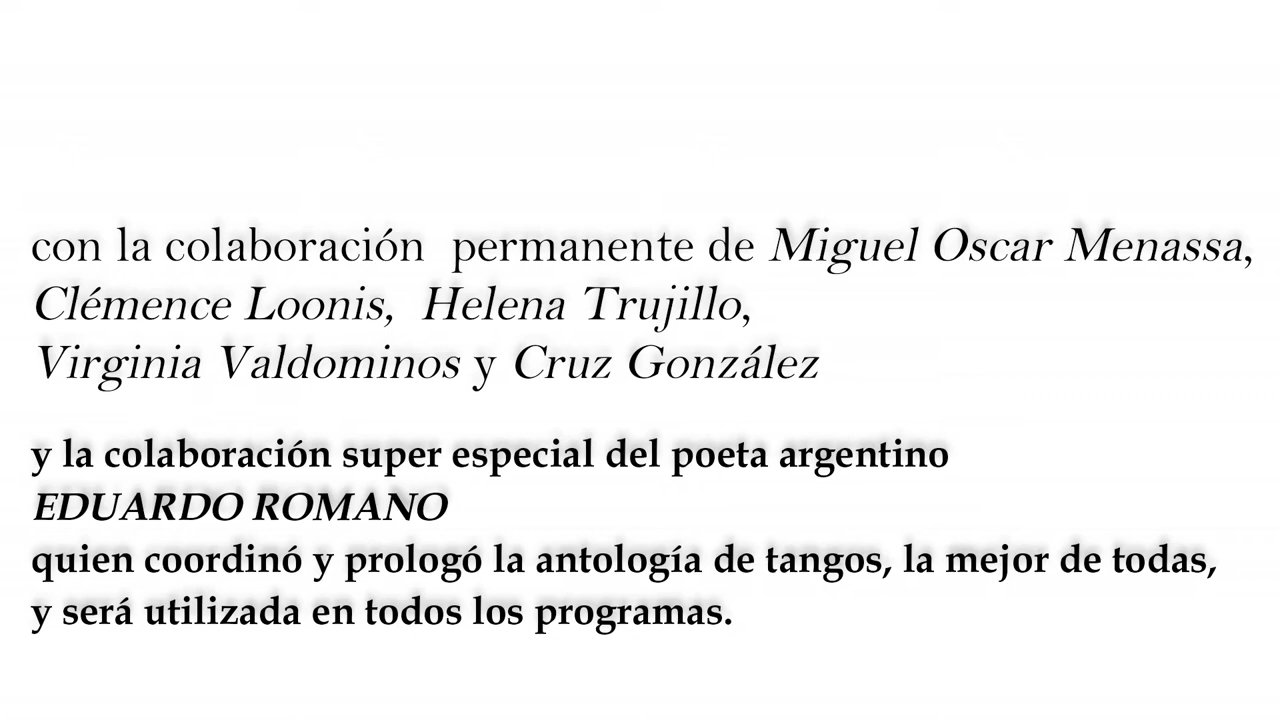 con la colaboración permanente de Miguel Oscar Menassa,
Clémence Loonis, Helena Trujillo,
Virginia Valdominos y Cruz González
y la colaboración super especial del poeta argentino
EDUARDO ROMANO
quien coordinó y prologó la antología de tangos, la mejor de todas,
y será utilizada en todos los programas.